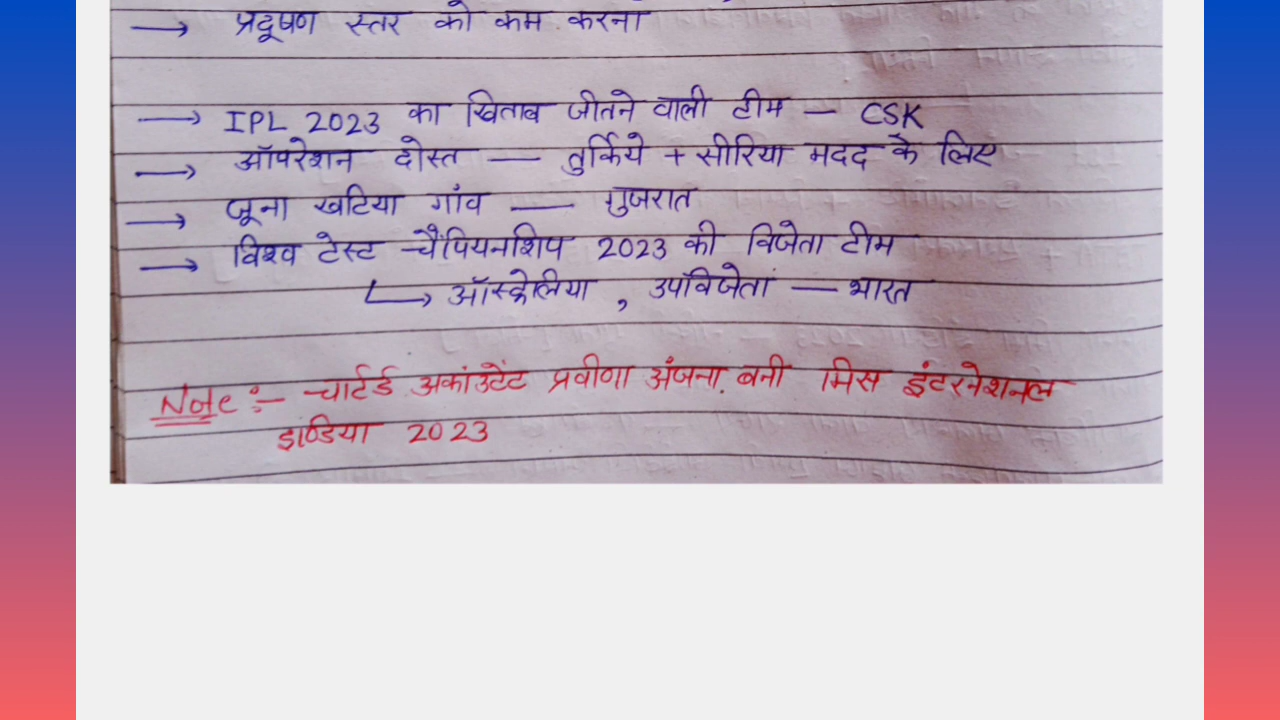 → प्रदूषण स्तर को कम करना
→ IPL 2023 का खिताब जीतने वाली टीम — CSK
→ ऑपरेशन दोस्त — तुर्किये + सीरिया मदद के लिए
→ जूना खटिया गांव — गुजरात
→ विश्व टेस्ट चैंपियनशिप 2023 की विजेता टीम
↳ ऑस्ट्रेलिया , उपविजेता — भारत
Note :- चार्टर्ड अकांउटेंट प्रवीणा अंजना बनी मिस इंटरनेशनल
इण्डिया 2023